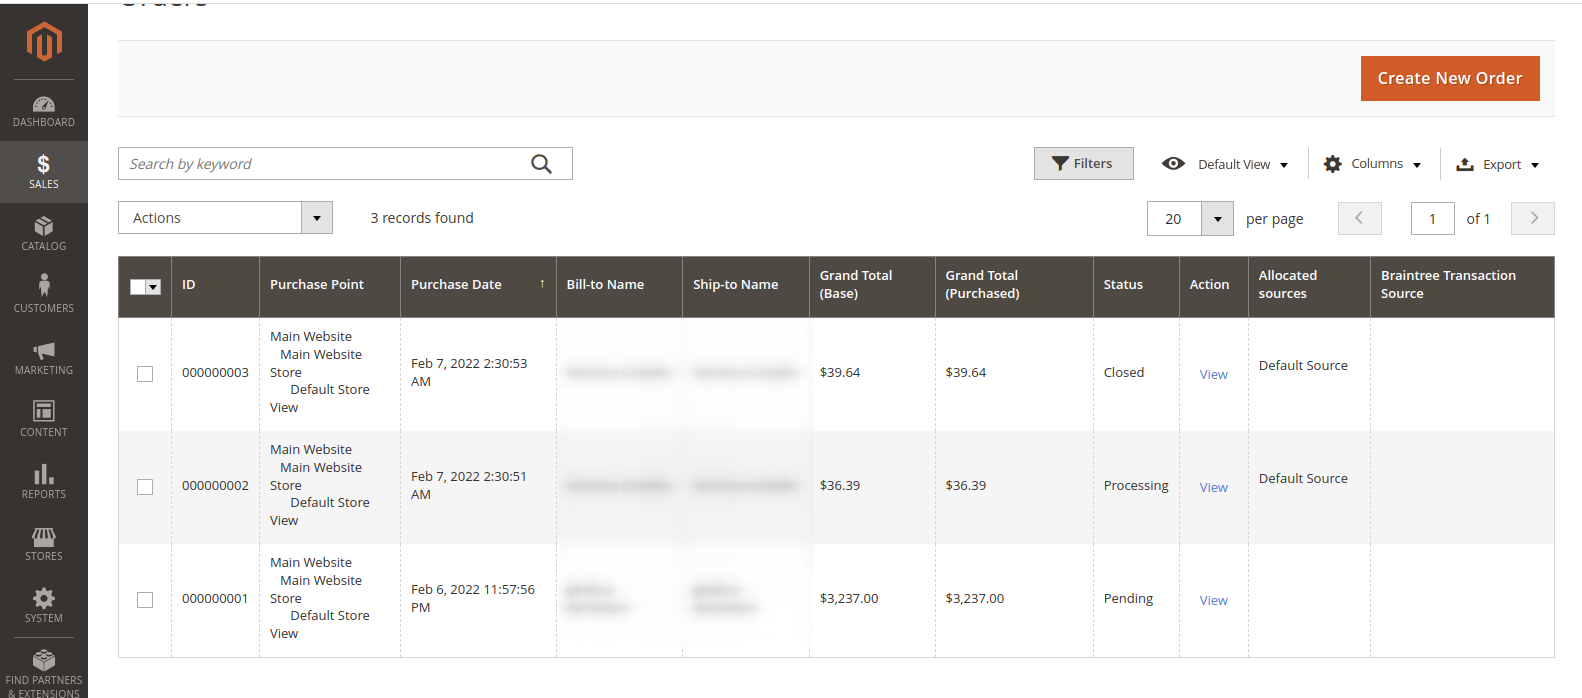 Orders
Create New Order
DASHBOARD
SALES
CATALOG
CUSTOMERS
MARKETING
CONTENT
REPORTS
STORES
SYSTEM
FIND PARTNERS
& EXTENSIONS
Search by keyword
Filters
Default View
Columns
Export
Actions
3 records found
20
per page
1
of 1
ID
Purchase Point
Purchase Date ↑
Bill-to Name
Ship-to Name
Grand Total
(Base)
Grand Total
(Purchased)
Status
Action
Allocated
sources
Braintree Transaction
Source
000000003
Main Website
Main Website
Store
Default Store
View
Feb 7, 2022 2:30:53
AM
$39.64
$39.64
Closed
View
Default Source
000000002
Main Website
Main Website
Store
Default Store
View
Feb 7, 2022 2:30:51
AM
$36.39
$36.39
Processing
View
Default Source
000000001
Main Website
Main Website
Store
Default Store
View
Feb 6, 2022 11:57:56
PM
$3,237.00
$3,237.00
Pending
View